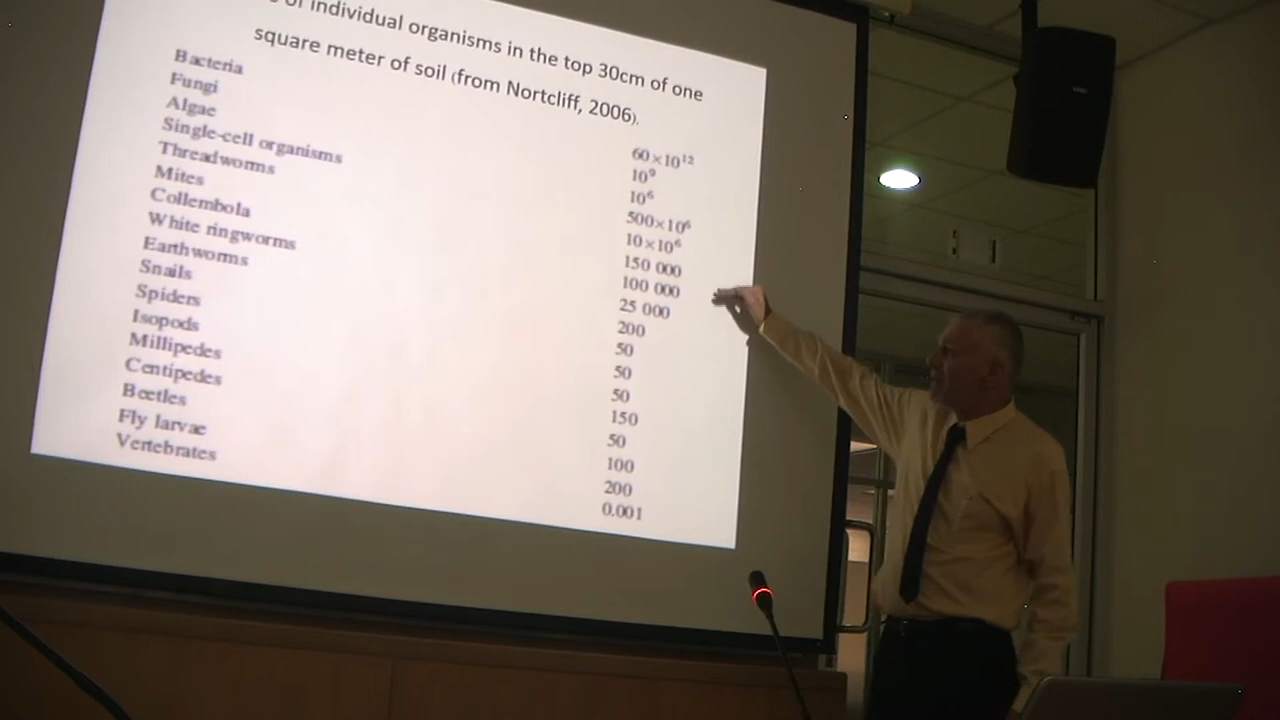 of individual organisms in the top 30cm of one
square meter of soil (from Nortcliff, 2006).
Bacteria 60×10¹²
Fungi 10⁹
Algae 10⁶
Single-cell organisms 500×10⁶
Threadworms 10×10⁶
Mites 150 000
Collembola 100 000
White ringworms 25 000
Earthworms 200
Snails 50
Spiders 50
Isopods 50
Millipedes 150
Centipedes 50
Beetles 100
Fly larvae 200
Vertebrates 0.001